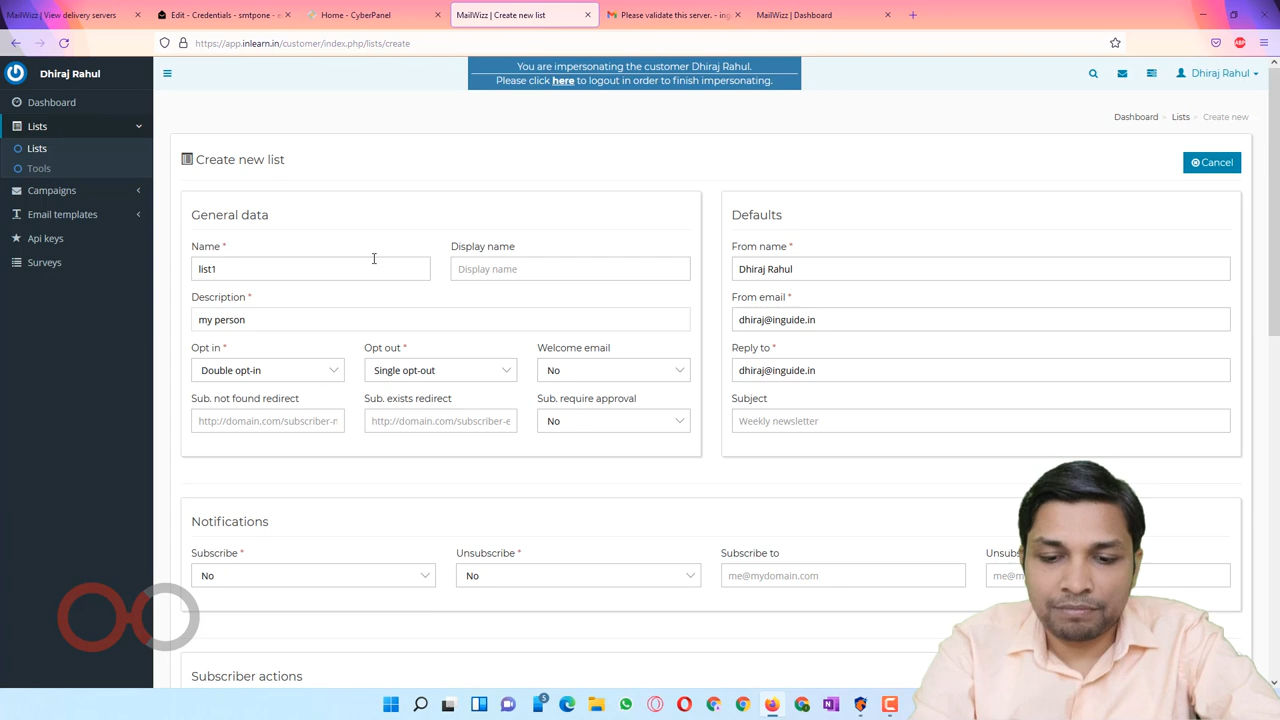 MailWizz | View delivery servers
Edit - Credentials - smtpone -
Home - CyberPanel
MailWizz | Create new list
Please validate this server. - ing
MailWizz | Dashboard
https://app.inlearn.in/customer/index.php/lists/create
Dhiraj Rahul
You are impersonating the customer Dhiraj Rahul.
Please click here to logout in order to finish impersonating.
Dhiraj Rahul
Dashboard
Lists
Lists
Tools
Campaigns
Email templates
Api keys
Surveys
Dashboard > Lists > Create new
Create new list
Cancel
General data
Name *
Display name
list1
Display name
Description *
my person
Opt in *
Opt out *
Welcome email
Double opt-in
Single opt-out
No
Sub. not found redirect
Sub. exists redirect
Sub. require approval
http://domain.com/subscriber-n
http://domain.com/subscriber-e
No
Defaults
From name *
Dhiraj Rahul
From email *
dhiraj@inguide.in
Reply to *
dhiraj@inguide.in
Subject
Weekly newsletter
Notifications
Subscribe *
Unsubscribe *
Subscribe to
Unsubs
No
No
me@mydomain.com
me@m
Subscriber actions
5